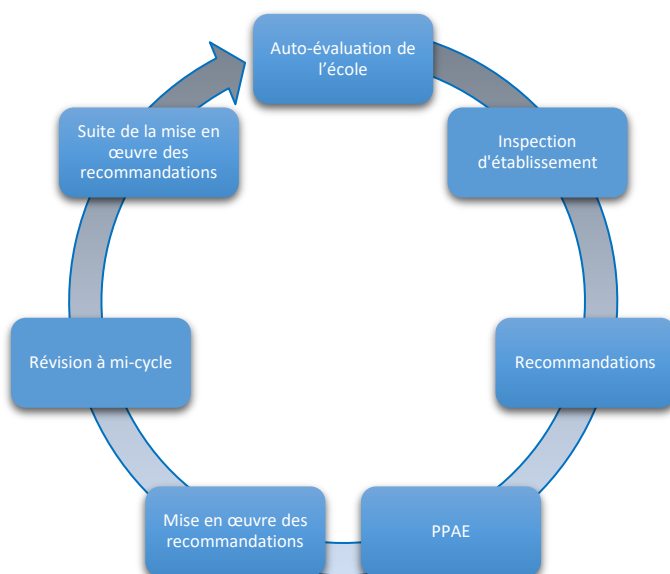 Auto-évaluation de
l'école
Inspection
d'établissement
Recommandations
PPAE
Mise en œuvre des
recommandations
Révision à mi-cycle
Suite de la mise en
œuvre des
recommandations